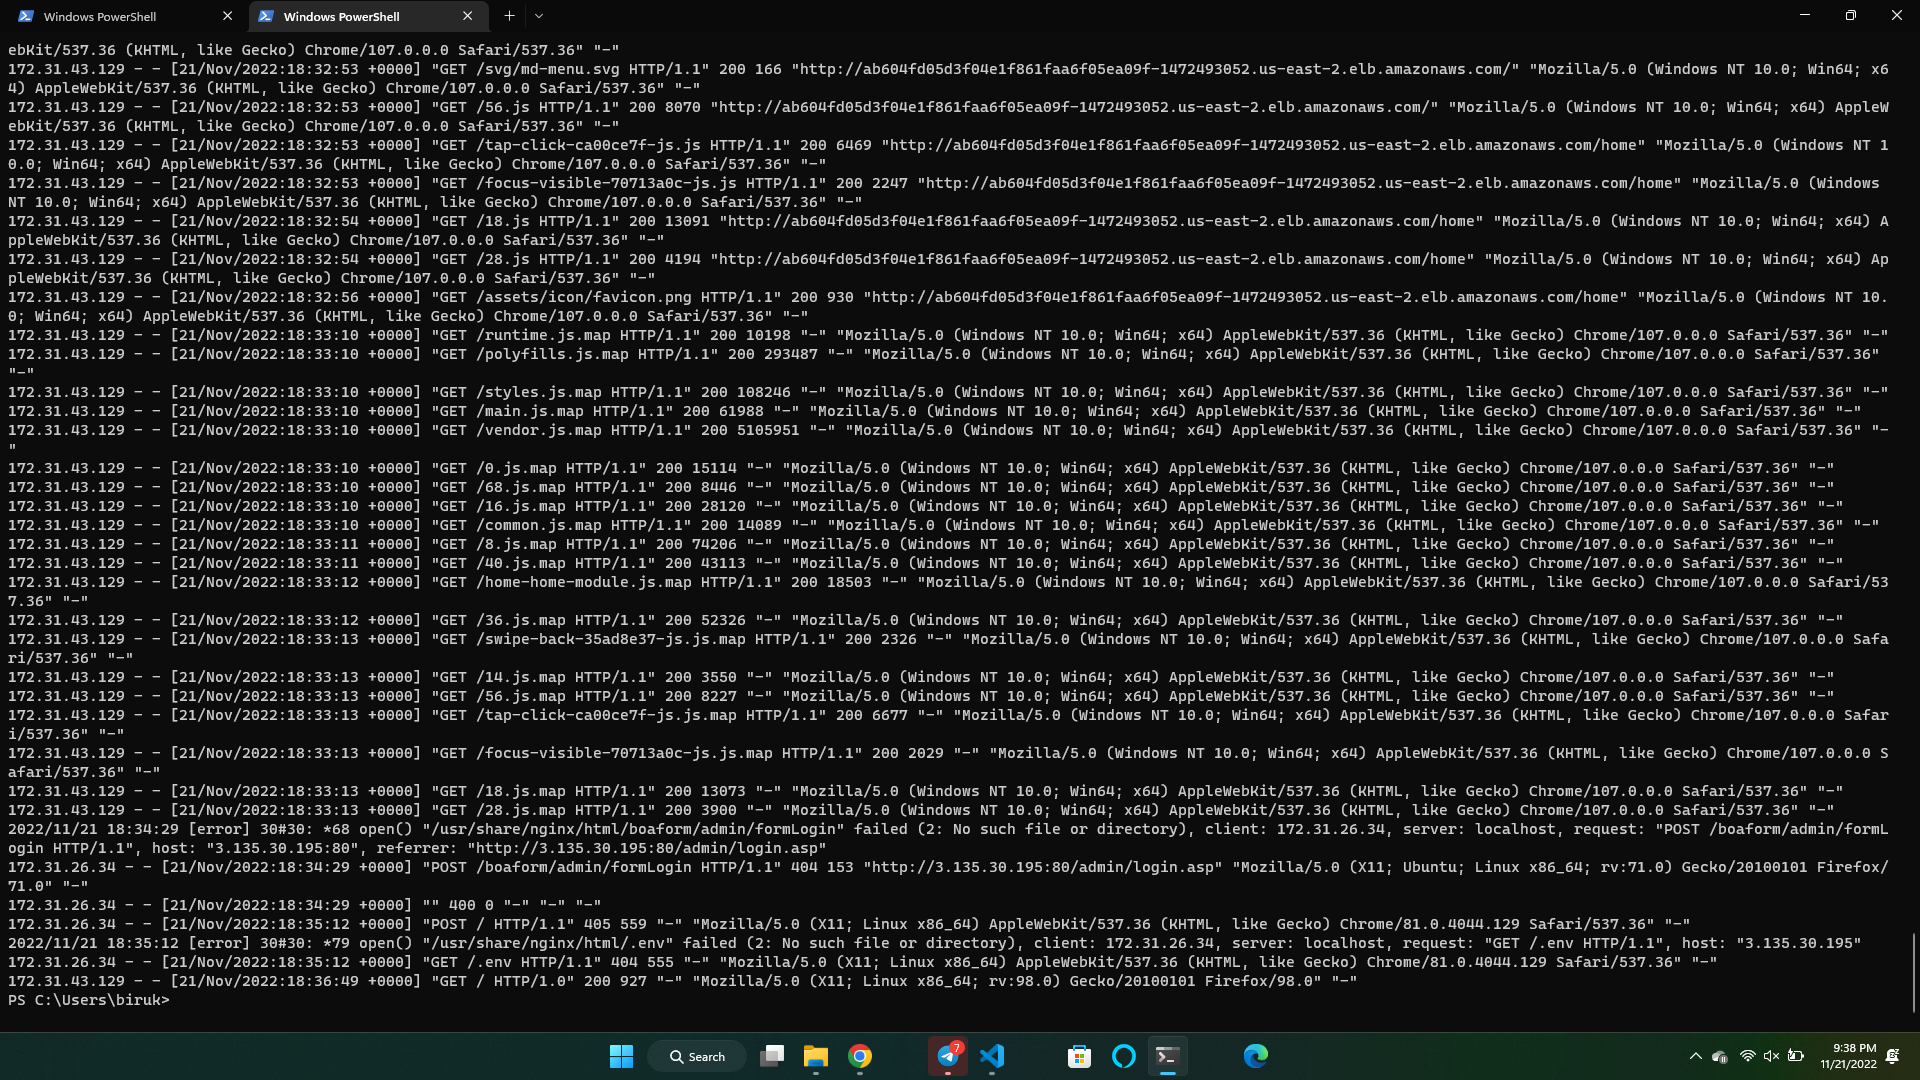 Windows PowerShell
Windows PowerShell
ebKit/537.36 (KHTML, like Gecko) Chrome/107.0.0.0 Safari/537.36" "-"
172.31.43.129 - - [21/Nov/2022:18:32:53 +0000] "GET /svg/md-menu.svg HTTP/1.1" 200 166 "http://ab604fd05d3f04e1f861faa6f05ea09f-1472493052.us-east-2.elb.amazonaws.com/" "Mozilla/5.0 (Windows NT 10.0; Win64; x6
4) AppleWebKit/537.36 (KHTML, like Gecko) Chrome/107.0.0.0 Safari/537.36" "-"
172.31.43.129 - - [21/Nov/2022:18:32:53 +0000] "GET /56.js HTTP/1.1" 200 8070 "http://ab604fd05d3f04e1f861faa6f05ea09f-1472493052.us-east-2.elb.amazonaws.com/" "Mozilla/5.0 (Windows NT 10.0; Win64; x64) AppleW
ebKit/537.36 (KHTML, like Gecko) Chrome/107.0.0.0 Safari/537.36" "-"
172.31.43.129 - - [21/Nov/2022:18:32:53 +0000] "GET /tap-click-ca00ce7f-js.js HTTP/1.1" 200 6469 "http://ab604fd05d3f04e1f861faa6f05ea09f-1472493052.us-east-2.elb.amazonaws.com/home" "Mozilla/5.0 (Windows NT 1
0.0; Win64; x64) AppleWebKit/537.36 (KHTML, like Gecko) Chrome/107.0.0.0 Safari/537.36" "-"
172.31.43.129 - - [21/Nov/2022:18:32:53 +0000] "GET /focus-visible-70713a0c-js.js HTTP/1.1" 200 2247 "http://ab604fd05d3f04e1f861faa6f05ea09f-1472493052.us-east-2.elb.amazonaws.com/home" "Mozilla/5.0 (Windows
NT 10.0; Win64; x64) AppleWebKit/537.36 (KHTML, like Gecko) Chrome/107.0.0.0 Safari/537.36" "-"
172.31.43.129 - - [21/Nov/2022:18:32:54 +0000] "GET /18.js HTTP/1.1" 200 13091 "http://ab604fd05d3f04e1f861faa6f05ea09f-1472493052.us-east-2.elb.amazonaws.com/home" "Mozilla/5.0 (Windows NT 10.0; Win64; x64) A
ppleWebKit/537.36 (KHTML, like Gecko) Chrome/107.0.0.0 Safari/537.36" "-"
172.31.43.129 - - [21/Nov/2022:18:32:54 +0000] "GET /28.js HTTP/1.1" 200 4194 "http://ab604fd05d3f04e1f861faa6f05ea09f-1472493052.us-east-2.elb.amazonaws.com/home" "Mozilla/5.0 (Windows NT 10.0; Win64; x64) Ap
pleWebKit/537.36 (KHTML, like Gecko) Chrome/107.0.0.0 Safari/537.36" "-"
172.31.43.129 - - [21/Nov/2022:18:32:56 +0000] "GET /assets/icon/favicon.png HTTP/1.1" 200 930 "http://ab604fd05d3f04e1f861faa6f05ea09f-1472493052.us-east-2.elb.amazonaws.com/home" "Mozilla/5.0 (Windows NT 10.
0; Win64; x64) AppleWebKit/537.36 (KHTML, like Gecko) Chrome/107.0.0.0 Safari/537.36" "-"
172.31.43.129 - - [21/Nov/2022:18:33:10 +0000] "GET /runtime.js.map HTTP/1.1" 200 10198 "-" "Mozilla/5.0 (Windows NT 10.0; Win64; x64) AppleWebKit/537.36 (KHTML, like Gecko) Chrome/107.0.0.0 Safari/537.36" "-"
172.31.43.129 - - [21/Nov/2022:18:33:10 +0000] "GET /polyfills.js.map HTTP/1.1" 200 293487 "-" "Mozilla/5.0 (Windows NT 10.0; Win64; x64) AppleWebKit/537.36 (KHTML, like Gecko) Chrome/107.0.0.0 Safari/537.36"
"-"
172.31.43.129 - - [21/Nov/2022:18:33:10 +0000] "GET /styles.js.map HTTP/1.1" 200 108246 "-" "Mozilla/5.0 (Windows NT 10.0; Win64; x64) AppleWebKit/537.36 (KHTML, like Gecko) Chrome/107.0.0.0 Safari/537.36" "-"
172.31.43.129 - - [21/Nov/2022:18:33:10 +0000] "GET /main.js.map HTTP/1.1" 200 61988 "-" "Mozilla/5.0 (Windows NT 10.0; Win64; x64) AppleWebKit/537.36 (KHTML, like Gecko) Chrome/107.0.0.0 Safari/537.36" "-"
172.31.43.129 - - [21/Nov/2022:18:33:10 +0000] "GET /vendor.js.map HTTP/1.1" 200 5105951 "-" "Mozilla/5.0 (Windows NT 10.0; Win64; x64) AppleWebKit/537.36 (KHTML, like Gecko) Chrome/107.0.0.0 Safari/537.36" "-
"
172.31.43.129 - - [21/Nov/2022:18:33:10 +0000] "GET /0.js.map HTTP/1.1" 200 15114 "-" "Mozilla/5.0 (Windows NT 10.0; Win64; x64) AppleWebKit/537.36 (KHTML, like Gecko) Chrome/107.0.0.0 Safari/537.36" "-"
172.31.43.129 - - [21/Nov/2022:18:33:10 +0000] "GET /68.js.map HTTP/1.1" 200 8446 "-" "Mozilla/5.0 (Windows NT 10.0; Win64; x64) AppleWebKit/537.36 (KHTML, like Gecko) Chrome/107.0.0.0 Safari/537.36" "-"
172.31.43.129 - - [21/Nov/2022:18:33:10 +0000] "GET /16.js.map HTTP/1.1" 200 28120 "-" "Mozilla/5.0 (Windows NT 10.0; Win64; x64) AppleWebKit/537.36 (KHTML, like Gecko) Chrome/107.0.0.0 Safari/537.36" "-"
172.31.43.129 - - [21/Nov/2022:18:33:10 +0000] "GET /common.js.map HTTP/1.1" 200 14089 "-" "Mozilla/5.0 (Windows NT 10.0; Win64; x64) AppleWebKit/537.36 (KHTML, like Gecko) Chrome/107.0.0.0 Safari/537.36" "-"
172.31.43.129 - - [21/Nov/2022:18:33:11 +0000] "GET /8.js.map HTTP/1.1" 200 74206 "-" "Mozilla/5.0 (Windows NT 10.0; Win64; x64) AppleWebKit/537.36 (KHTML, like Gecko) Chrome/107.0.0.0 Safari/537.36" "-"
172.31.43.129 - - [21/Nov/2022:18:33:11 +0000] "GET /40.js.map HTTP/1.1" 200 43113 "-" "Mozilla/5.0 (Windows NT 10.0; Win64; x64) AppleWebKit/537.36 (KHTML, like Gecko) Chrome/107.0.0.0 Safari/537.36" "-"
172.31.43.129 - - [21/Nov/2022:18:33:12 +0000] "GET /home-home-module.js.map HTTP/1.1" 200 18503 "-" "Mozilla/5.0 (Windows NT 10.0; Win64; x64) AppleWebKit/537.36 (KHTML, like Gecko) Chrome/107.0.0.0 Safari/53
7.36" "-"
172.31.43.129 - - [21/Nov/2022:18:33:12 +0000] "GET /36.js.map HTTP/1.1" 200 52326 "-" "Mozilla/5.0 (Windows NT 10.0; Win64; x64) AppleWebKit/537.36 (KHTML, like Gecko) Chrome/107.0.0.0 Safari/537.36" "-"
172.31.43.129 - - [21/Nov/2022:18:33:13 +0000] "GET /swipe-back-35ad8e37-js.js.map HTTP/1.1" 200 2326 "-" "Mozilla/5.0 (Windows NT 10.0; Win64; x64) AppleWebKit/537.36 (KHTML, like Gecko) Chrome/107.0.0.0 Safa
ri/537.36" "-"
172.31.43.129 - - [21/Nov/2022:18:33:13 +0000] "GET /14.js.map HTTP/1.1" 200 3550 "-" "Mozilla/5.0 (Windows NT 10.0; Win64; x64) AppleWebKit/537.36 (KHTML, like Gecko) Chrome/107.0.0.0 Safari/537.36" "-"
172.31.43.129 - - [21/Nov/2022:18:33:13 +0000] "GET /56.js.map HTTP/1.1" 200 8227 "-" "Mozilla/5.0 (Windows NT 10.0; Win64; x64) AppleWebKit/537.36 (KHTML, like Gecko) Chrome/107.0.0.0 Safari/537.36" "-"
172.31.43.129 - - [21/Nov/2022:18:33:13 +0000] "GET /tap-click-ca00ce7f-js.js.map HTTP/1.1" 200 6677 "-" "Mozilla/5.0 (Windows NT 10.0; Win64; x64) AppleWebKit/537.36 (KHTML, like Gecko) Chrome/107.0.0.0 Safar
i/537.36" "-"
172.31.43.129 - - [21/Nov/2022:18:33:13 +0000] "GET /focus-visible-70713a0c-js.js.map HTTP/1.1" 200 2029 "-" "Mozilla/5.0 (Windows NT 10.0; Win64; x64) AppleWebKit/537.36 (KHTML, like Gecko) Chrome/107.0.0.0 S
afari/537.36" "-"
172.31.43.129 - - [21/Nov/2022:18:33:13 +0000] "GET /18.js.map HTTP/1.1" 200 13073 "-" "Mozilla/5.0 (Windows NT 10.0; Win64; x64) AppleWebKit/537.36 (KHTML, like Gecko) Chrome/107.0.0.0 Safari/537.36" "-"
172.31.43.129 - - [21/Nov/2022:18:33:13 +0000] "GET /28.js.map HTTP/1.1" 200 3900 "-" "Mozilla/5.0 (Windows NT 10.0; Win64; x64) AppleWebKit/537.36 (KHTML, like Gecko) Chrome/107.0.0.0 Safari/537.36" "-"
2022/11/21 18:34:29 [error] 30#30: *68 open() "/usr/share/nginx/html/boaform/admin/formLogin" failed (2: No such file or directory), client: 172.31.26.34, server: localhost, request: "POST /boaform/admin/formL
ogin HTTP/1.1", host: "3.135.30.195:80", referrer: "http://3.135.30.195:80/admin/login.asp"
172.31.26.34 - - [21/Nov/2022:18:34:29 +0000] "POST /boaform/admin/formLogin HTTP/1.1" 404 153 "http://3.135.30.195:80/admin/login.asp" "Mozilla/5.0 (X11; Ubuntu; Linux x86_64; rv:71.0) Gecko/20100101 Firefox/
71.0" "-"
172.31.26.34 - - [21/Nov/2022:18:34:29 +0000] "" 400 0 "-" "-" "-"
172.31.26.34 - - [21/Nov/2022:18:35:12 +0000] "POST / HTTP/1.1" 405 559 "-" "Mozilla/5.0 (X11; Linux x86_64) AppleWebKit/537.36 (KHTML, like Gecko) Chrome/81.0.4044.129 Safari/537.36" "-"
2022/11/21 18:35:12 [error] 30#30: *79 open() "/usr/share/nginx/html/.env" failed (2: No such file or directory), client: 172.31.26.34, server: localhost, request: "GET /.env HTTP/1.1", host: "3.135.30.195"
172.31.26.34 - - [21/Nov/2022:18:35:12 +0000] "GET /.env HTTP/1.1" 404 555 "-" "Mozilla/5.0 (X11; Linux x86_64) AppleWebKit/537.36 (KHTML, like Gecko) Chrome/81.0.4044.129 Safari/537.36" "-"
172.31.43.129 - - [21/Nov/2022:18:36:49 +0000] "GET / HTTP/1.0" 200 927 "-" "Mozilla/5.0 (X11; Linux x86_64; rv:98.0) Gecko/20100101 Firefox/98.0" "-"
PS C:\Users\biruk>
Search
7
9:38 PM
11/21/2022